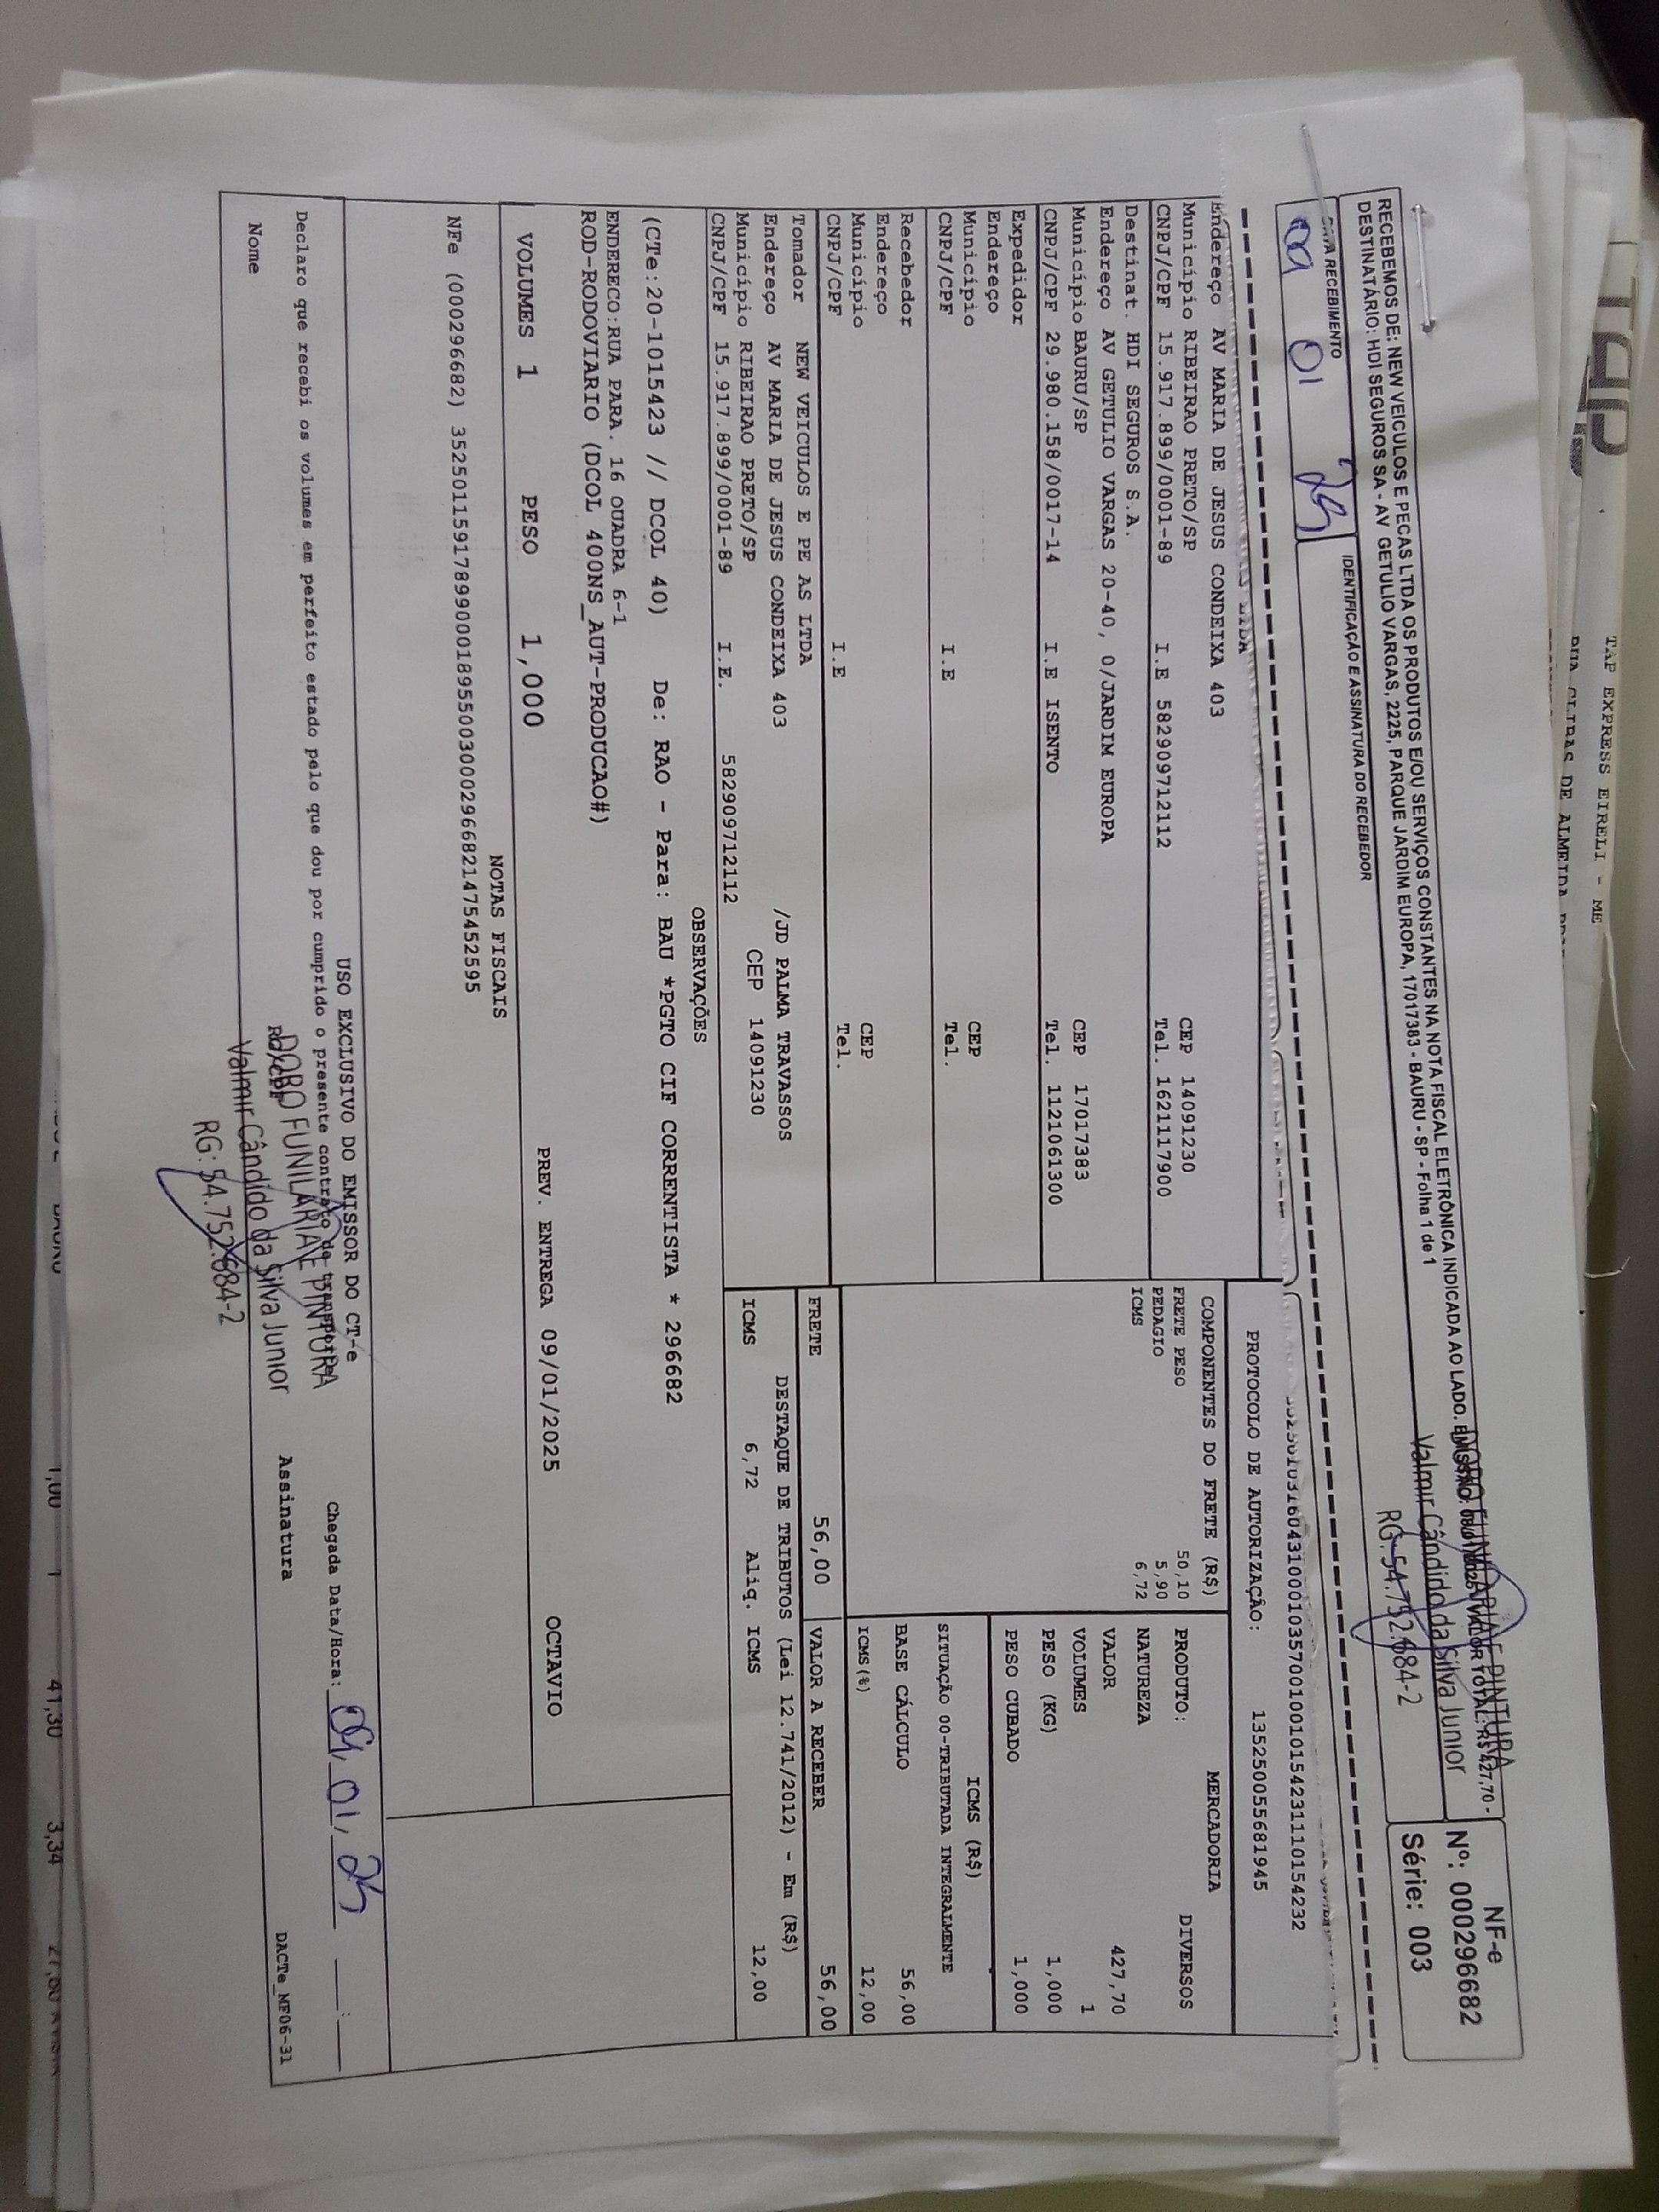 TAP EXPRESS EIRELI - ME
RECEBEMOS DE: NEW VEICULOS E PECAS LTDA OS PRODUTOS E/OU SERVIÇOS CONSTANTES NA NOTA FISCAL ELETRÔNICA INDICADA AO LADO. EMISSÃO: VALOR TOTAL: R$ 427,70 -
DESTINATÁRIO: HDI SEGUROS SA - AV GETULIO VARGAS, 2225, PARQUE JARDIM EUROPA, 17017383 - BAURU - SP - Folha 1 de 1
NF-e
Nº: 000296682
Série: 003
DORO FUNILARIA E PINTURA
Valmir Cândido da Silva Junior
RG: 54.752.684-2
DATA RECEBIMENTO
IDENTIFICAÇÃO E ASSINATURA DO RECEBEDOR
09 01 25
PROTOCOLO DE AUTORIZAÇÃO: 135250055681945
Endereço AV MARIA DE JESUS CONDEIXA 403
Município RIBEIRAO PRETO/SP CEP 14091230
CNPJ/CPF 15.917.899/0001-89 I.E 582909712112 Tel. 1621117900
Destinat. HDI SEGUROS S.A.
Endereço AV GETULIO VARGAS 20-40, 0/JARDIM EUROPA
Município BAURU/SP CEP 17017383
CNPJ/CPF 29.980.158/0017-14 I.E ISENTO Tel. 1121061300
Expedidor
Endereço
Município CEP
CNPJ/CPF I.E Tel.
Recebedor
Endereço
Município CEP
CNPJ/CPF I.E Tel.
Tomador NEW VEICULOS E PE AS LTDA
Endereço AV MARIA DE JESUS CONDEIXA 403 /JD PALMA TRAVASSOS
Município RIBEIRAO PRETO/SP CEP 14091230
CNPJ/CPF 15.917.899/0001-89 I.E. 582909712112
COMPONENTES DO FRETE (R$)
FRETE PESO 50,10
PEDAGIO 5,90
ICMS 6,72
MERCADORIA
PRODUTO: DIVERSOS
NATUREZA
VALOR 427,70
VOLUMES 1
PESO (KG) 1,000
PESO CUBADO 1,000
ICMS (R$)
SITUAÇÃO 00-TRIBUTADA INTEGRALMENTE
BASE CÁLCULO 56,00
ICMS (%) 12,00
FRETE 56,00
VALOR A RECEBER 56,00
DESTAQUE DE TRIBUTOS (Lei 12.741/2012) - Em (R$)
ICMS 6,72 Aliq. ICMS 12,00
OBSERVAÇÕES
(CTe:20-1015423 // DCOL 40) De: RAO - Para: BAU *PGTO CIF CORRENTISTA * 296682
ENDERECO:RUA PARA. 16 QUADRA 6-1
ROD-RODOVIARIO (DCOL 400NS_AUT-PRODUCAO#)
VOLUMES 1 PESO 1,000 PREV. ENTREGA 09/01/2025 OCTAVIO
NOTAS FISCAIS
NFe (000296682) 35250115917899000189550030002966821475452595
USO EXCLUSIVO DO EMISSOR DO CT-e
Declaro que recebi os volumes em perfeito estado pelo que dou por cumprido o presente contrato de transporte
Chegada Data/Hora: 09, 01, 25
Nome
DORO FUNILARIA E PINTURA
Valmir Cândido da Silva Junior
RG: 54.752.684-2
Assinatura
DACTe_MF06-31
1,00 1 41,30 3,34